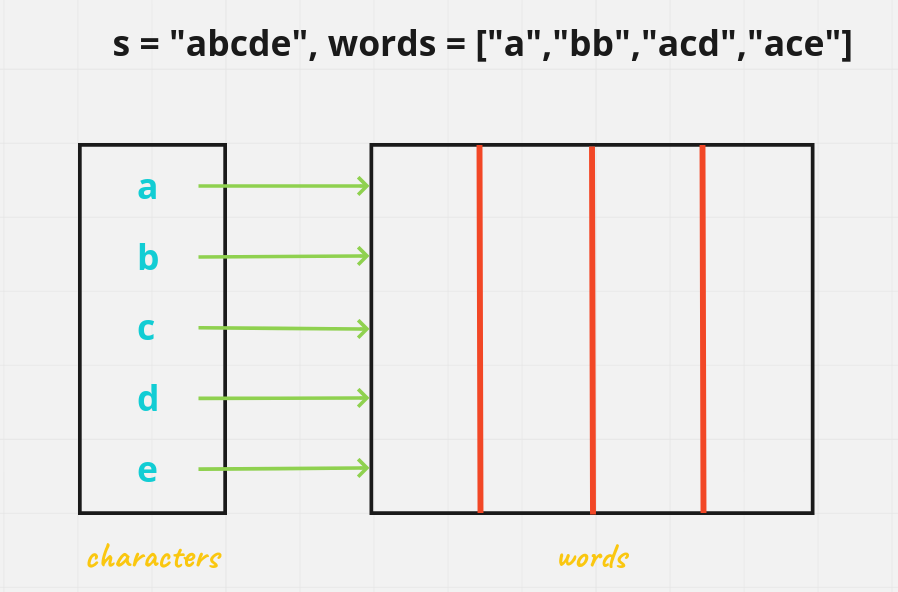 s = "abcde", words = ["a","bb","acd","ace"]
a
b
c
d
e
characters
words